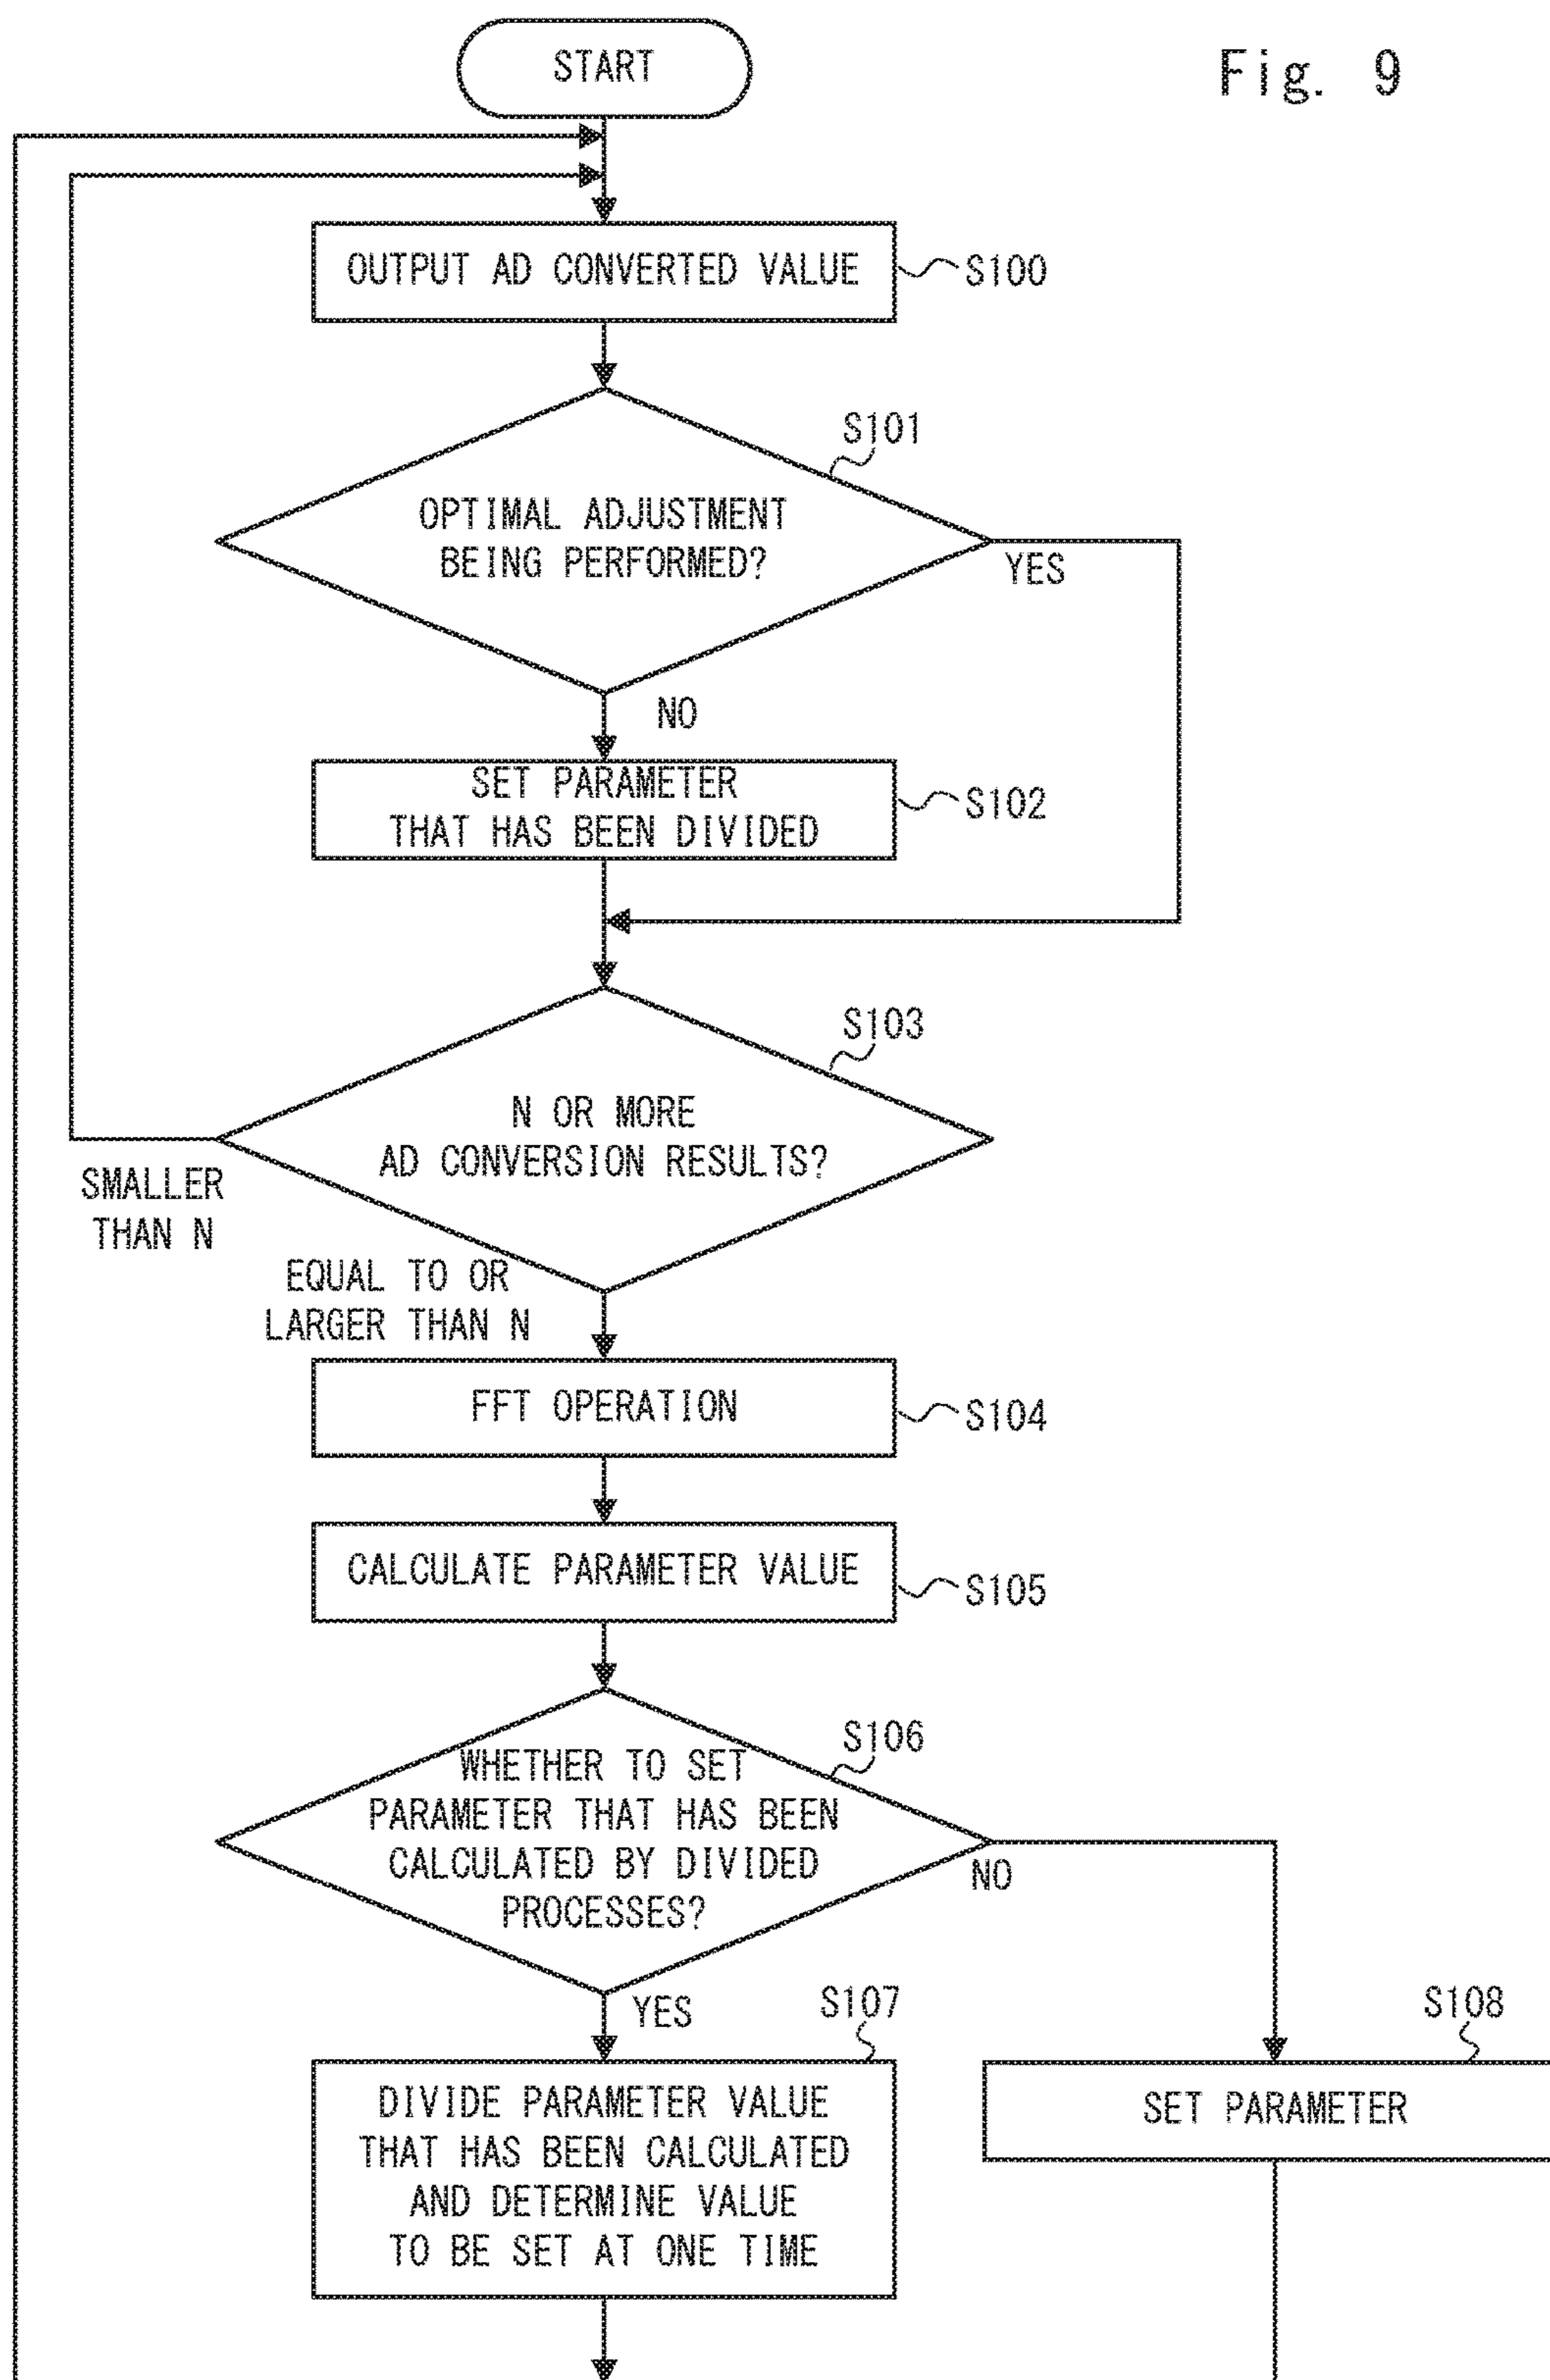 START
Fig. 9
OUTPUT AD CONVERTED VALUE
S100
S101
OPTIMAL ADJUSTMENT
BEING PERFORMED?
YES
NO
SET PARAMETER
THAT HAS BEEN DIVIDED
S102
S103
N OR MORE
AD CONVERSION RESULTS?
SMALLER
THAN N
EQUAL TO OR
LARGER THAN N
FFT OPERATION
S104
CALCULATE PARAMETER VALUE
S105
S106
WHETHER TO SET
PARAMETER THAT HAS BEEN
CALCULATED BY DIVIDED
PROCESSES?
NO
YES
S107
S108
DIVIDE PARAMETER VALUE
THAT HAS BEEN CALCULATED
AND DETERMINE VALUE
TO BE SET AT ONE TIME
SET PARAMETER